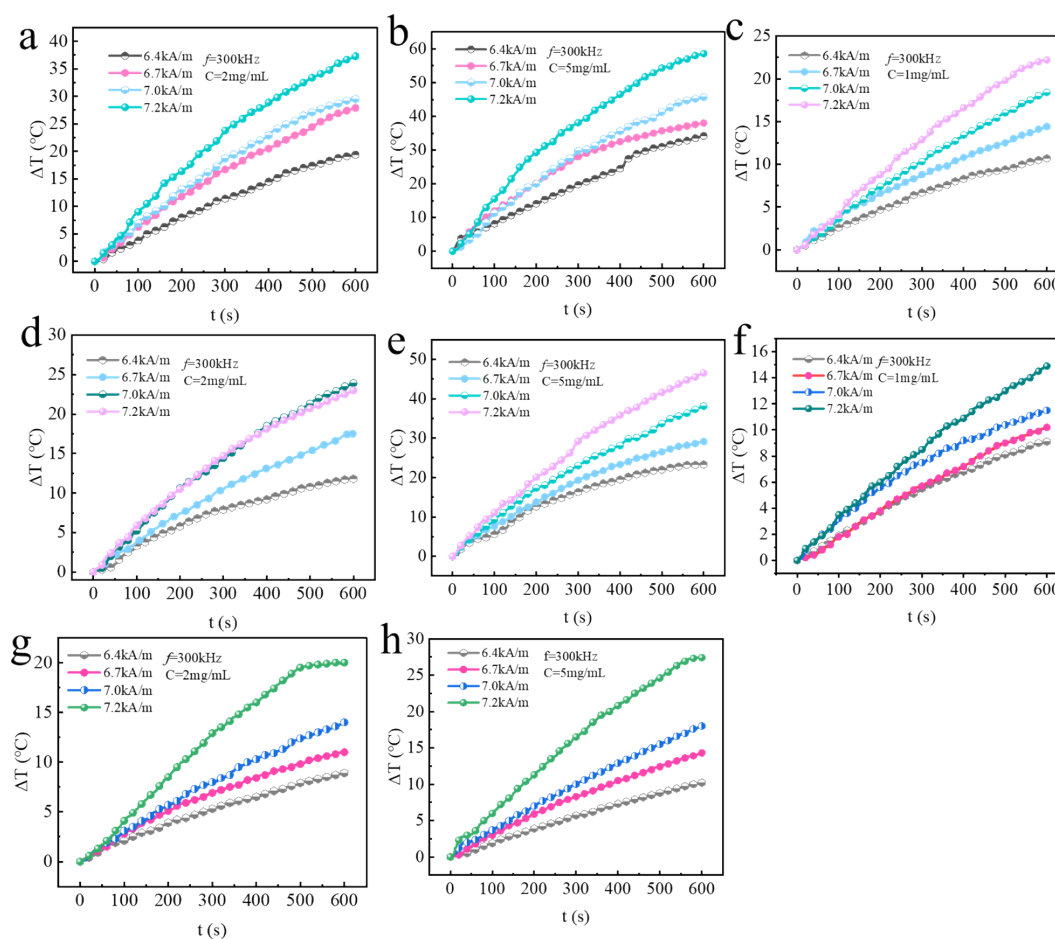 a
ΔT (°C)
40
35
30
25
20
15
10
5
0
6.4kA/m f=300kHz
6.7kA/m C=2mg/mL
7.0kA/m
7.2kA/m
0 100 200 300 400 500 600
t (s)
b
ΔT (°C)
60
50
40
30
20
10
0
6.4kA/m f=300kHz
6.7kA/m C=5mg/mL
7.0kA/m
7.2kA/m
0 100 200 300 400 500 600
t (s)
c
ΔT (°C)
25
20
15
10
5
0
6.4kA/m f=300kHz
6.7kA/m C=1mg/mL
7.0kA/m
7.2kA/m
0 100 200 300 400 500 600
t (s)
d
ΔT (°C)
30
25
20
15
10
5
0
6.4kA/m f=300kHz
6.7kA/m C=2mg/mL
7.0kA/m
7.2kA/m
0 100 200 300 400 500 600
t (s)
e
ΔT (°C)
50
40
30
20
10
0
6.4kA/m f=300kHz
6.7kA/m C=5mg/mL
7.0kA/m
7.2kA/m
0 100 200 300 400 500 600
t (s)
f
ΔT (°C)
16
14
12
10
8
6
4
2
0
6.4kA/m f=300kHz
6.7kA/m C=1mg/mL
7.0kA/m
7.2kA/m
0 100 200 300 400 500 600
t (s)
g
ΔT (°C)
20
15
10
5
0
6.4kA/m f=300kHz
6.7kA/m C=2mg/mL
7.0kA/m
7.2kA/m
0 100 200 300 400 500 600
t (s)
h
ΔT (°C)
30
25
20
15
10
5
0
6.4kA/m f=300kHz
6.7kA/m C=5mg/mL
7.0kA/m
7.2kA/m
0 100 200 300 400 500 600
t (s)